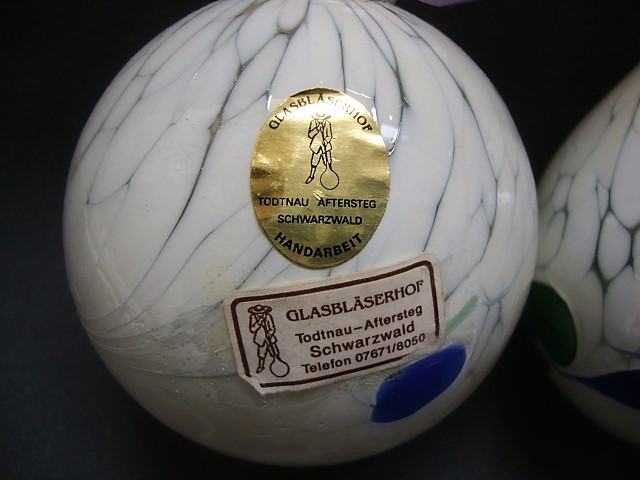 GLASBLÄSERHOF
TODTNAU AFTERSTEG
SCHWARZWALD
HANDARBEIT
GLASBLÄSERHOF
Todtnau-Aftersteg
Schwarzwald
Telefon 07671/8050